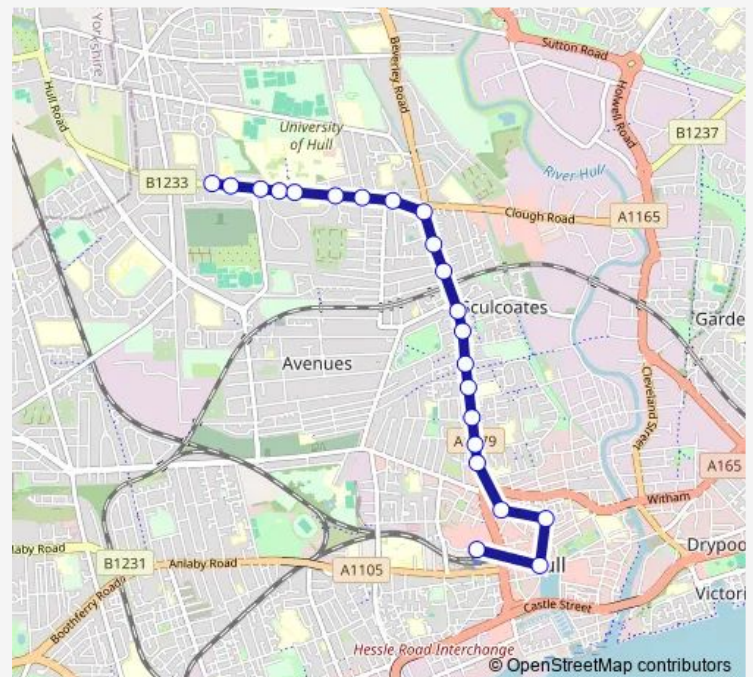 Sutton Road
Yorkshire
Hull Road
Beverley Road
Holwell Road
University
of Hull
B1237
River Hull
B1233
Clough Road
A1165
Sculcoates
Garde
Avenues
Cleveland Street
A165
Witham
laby Road
B1231
Anlaby Road
A1105
Drypoo
Castle Street
Victori
Boothferry Road
Hessle Road Interchange
© OpenStreetMap contributors